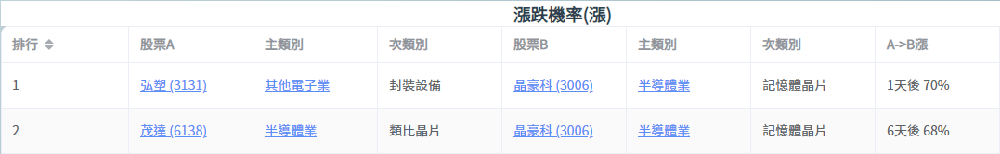 漲跌機率(漲)
排行 股票A 主類別 次類別 股票B 主類別 次類別 A->B漲
1 弘塑 (3131) 其他電子業 封裝設備 晶豪科 (3006) 半導體業 記憶體晶片 1天後 70%
2 茂達 (6138) 半導體業 類比晶片 晶豪科 (3006) 半導體業 記憶體晶片 6天後 68%